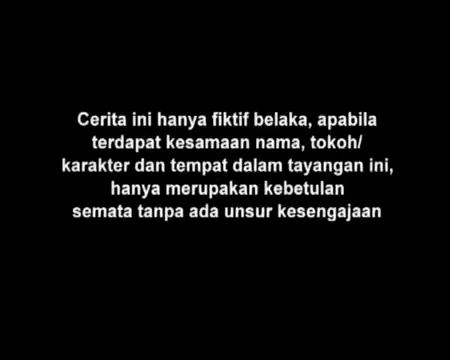 Cerita ini hanya fiktif belaka, apabila
terdapat kesamaan nama, tokoh/
karakter dan tempat dalam tayangan ini,
hanya merupakan kebetulan
semata tanpa ada unsur kesengajaan